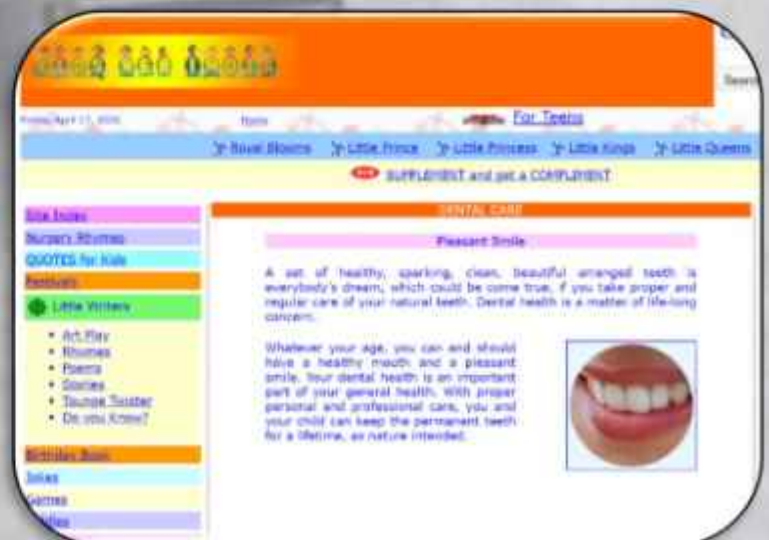 Search
Friday, April 17,
Home
For Teens
Royal Blooms Little Prince Little Princess Little Kings Little Queens
SUPPLEMENT and get a COMPLIMENT
Site Index
Nursery Rhymes
QUOTES for Kids
Festivals
Little Writers
Art Play
Rhymes
Poems
Stories
Tounge Twister
Do you Know?
Birthday Book
Jokes
Games
DENTAL CARE
Pleasant Smile
A set of healthy, sparking, clean, beautiful arranged teeth is
everybody's dream, which could be come true, if you take proper and
regular care of your natural teeth. Dental health is a matter of life-long
concern.
Whatever your age, you can and should
have a healthy mouth and a pleasant
smile. Your dental health is an important
part of your general health. With proper
personal and professional care, you and
your child can keep the permanent teeth
for a lifetime, as nature intended.